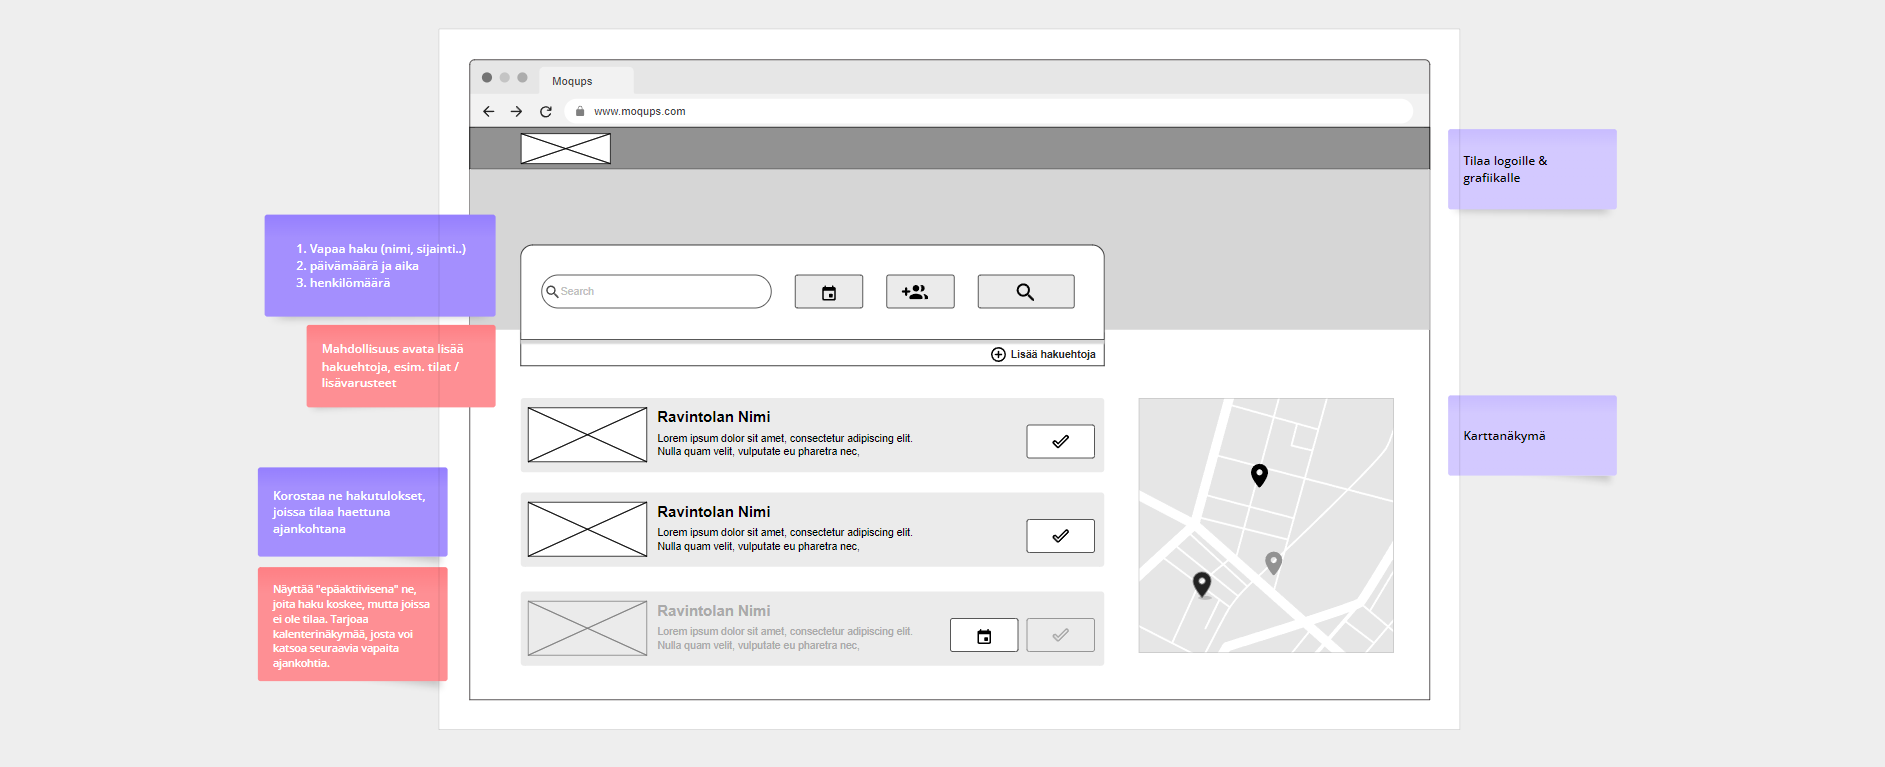 Moqups
www.moqups.com
Tilaa logoille &
grafiikalle
1. Vapaa haku (nimi, sijainti..)
2. päivämäärä ja aika
3. henkilömäärä
Search
Mahdollisuus avata lisää
hakuehtoja, esim. tilat /
lisävarusteet
Lisää hakuehtoja
Ravintolan Nimi
Lorem ipsum dolor sit amet, consectetur adipiscing elit.
Nulla quam velit, vulputate eu pharetra nec,
Karttanäkymä
Korostaa ne hakutulokset,
joissa tilaa haettuna
ajankohtana
Ravintolan Nimi
Lorem ipsum dolor sit amet, consectetur adipiscing elit.
Nulla quam velit, vulputate eu pharetra nec,
Näyttää "epäaktiivisena" ne,
joita haku koskee, mutta joissa
ei ole tilaa. Tarjoaa
kalenterinäkymää, josta voi
katsoa seuraavia vapaita
ajankohtia.
Ravintolan Nimi
Lorem ipsum dolor sit amet, consectetur adipiscing elit.
Nulla quam velit, vulputate eu pharetra nec,